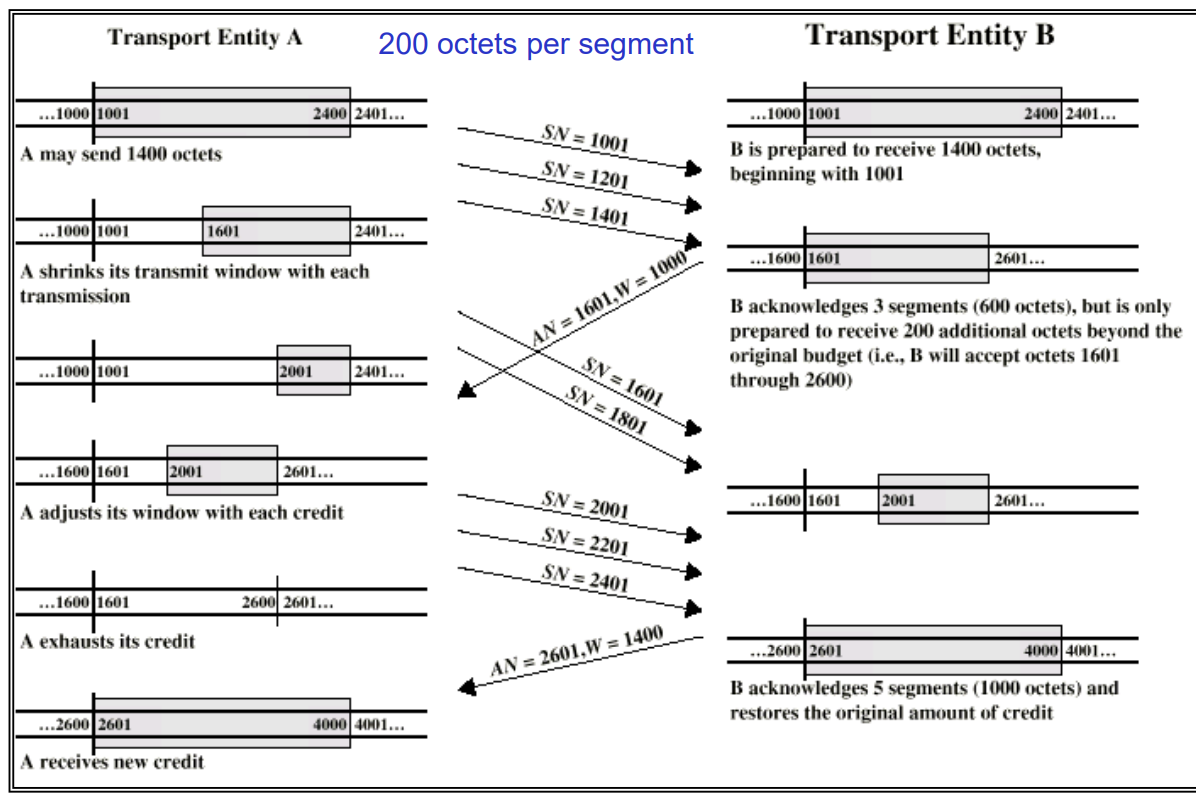 Transport Entity A
200 octets per segment
Transport Entity B
...1000 1001 2400 2401...
A may send 1400 octets
SN = 1001
SN = 1201
SN = 1401
...1000 1001 2400 2401...
B is prepared to receive 1400 octets,
beginning with 1001
...1000 1001 1601 2401...
A shrinks its transmit window with each
transmission
AN = 1601,W = 1000
...1600 1601 2601...
B acknowledges 3 segments (600 octets), but is only
prepared to receive 200 additional octets beyond the
original budget (i.e., B will accept octets 1601
through 2600)
...1000 1001 2001 2401...
SN = 1601
SN = 1801
...1600 1601 2001 2601...
A adjusts its window with each credit
SN = 2001
SN = 2201
SN = 2401
...1600 1601 2001 2601...
...1600 1601 2600 2601...
A exhausts its credit
AN = 2601,W = 1400
...2600 2601 4000 4001...
B acknowledges 5 segments (1000 octets) and
restores the original amount of credit
...2600 2601 4000 4001...
A receives new credit